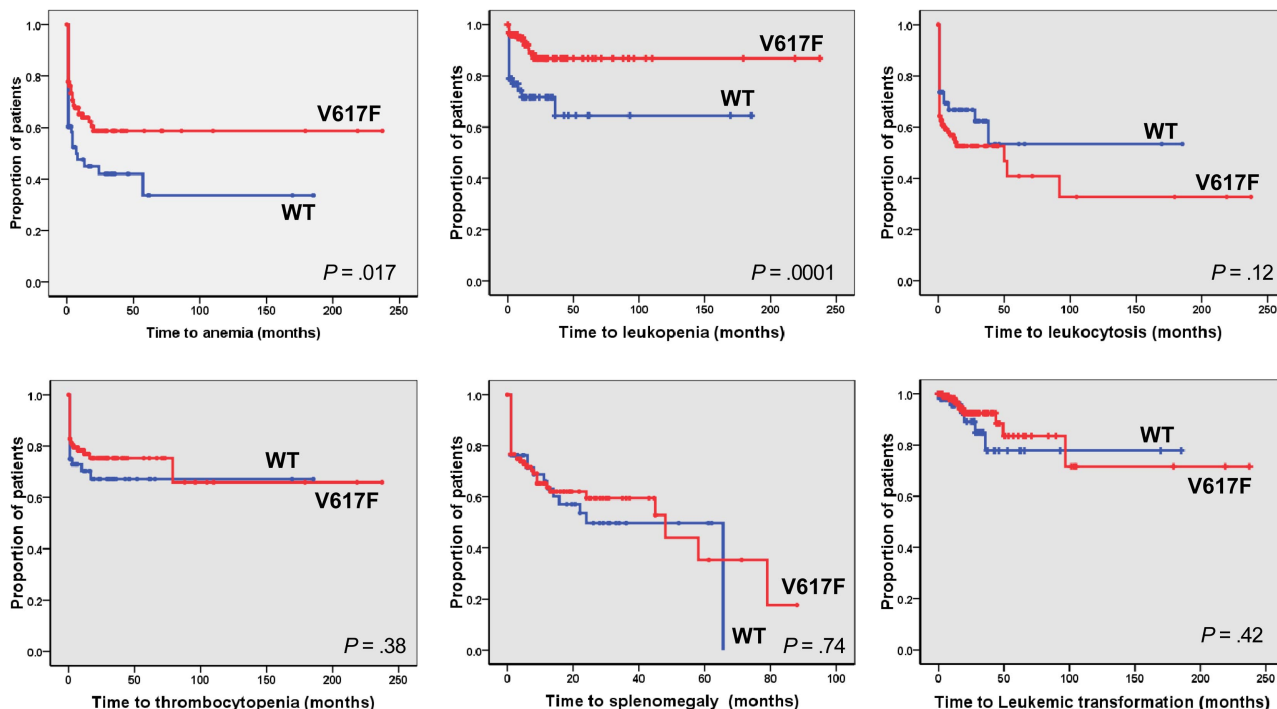 Proportion of patients
1.0
0.8
0.6
0.4
0.2
0.0
V617F
WT
P = .017
0 50 100 150 200 250
Time to anemia (months)
Proportion of patients
1.0
0.8
0.6
0.4
0.2
0.0
V617F
WT
P = .0001
0 50 100 150 200 250
Time to leukopenia (months)
Proportion of patients
1.0
0.8
0.6
0.4
0.2
0.0
WT
V617F
P = .12
0 50 100 150 200 250
Time to leukocytosis (months)
Proportion of patients
1.0
0.8
0.6
0.4
0.2
0.0
WT
V617F
P = .38
0 50 100 150 200 250
Time to thrombocytopenia (months)
Proportion of patients
1.0
0.8
0.6
0.4
0.2
0.0
V617F
WT
P = .74
0 20 40 60 80 100
Time to splenomegaly (months)
Proportion of patients
1.0
0.8
0.6
0.4
0.2
0.0
WT
V617F
P = .42
0 50 100 150 200 250
Time to Leukemic transformation (months)